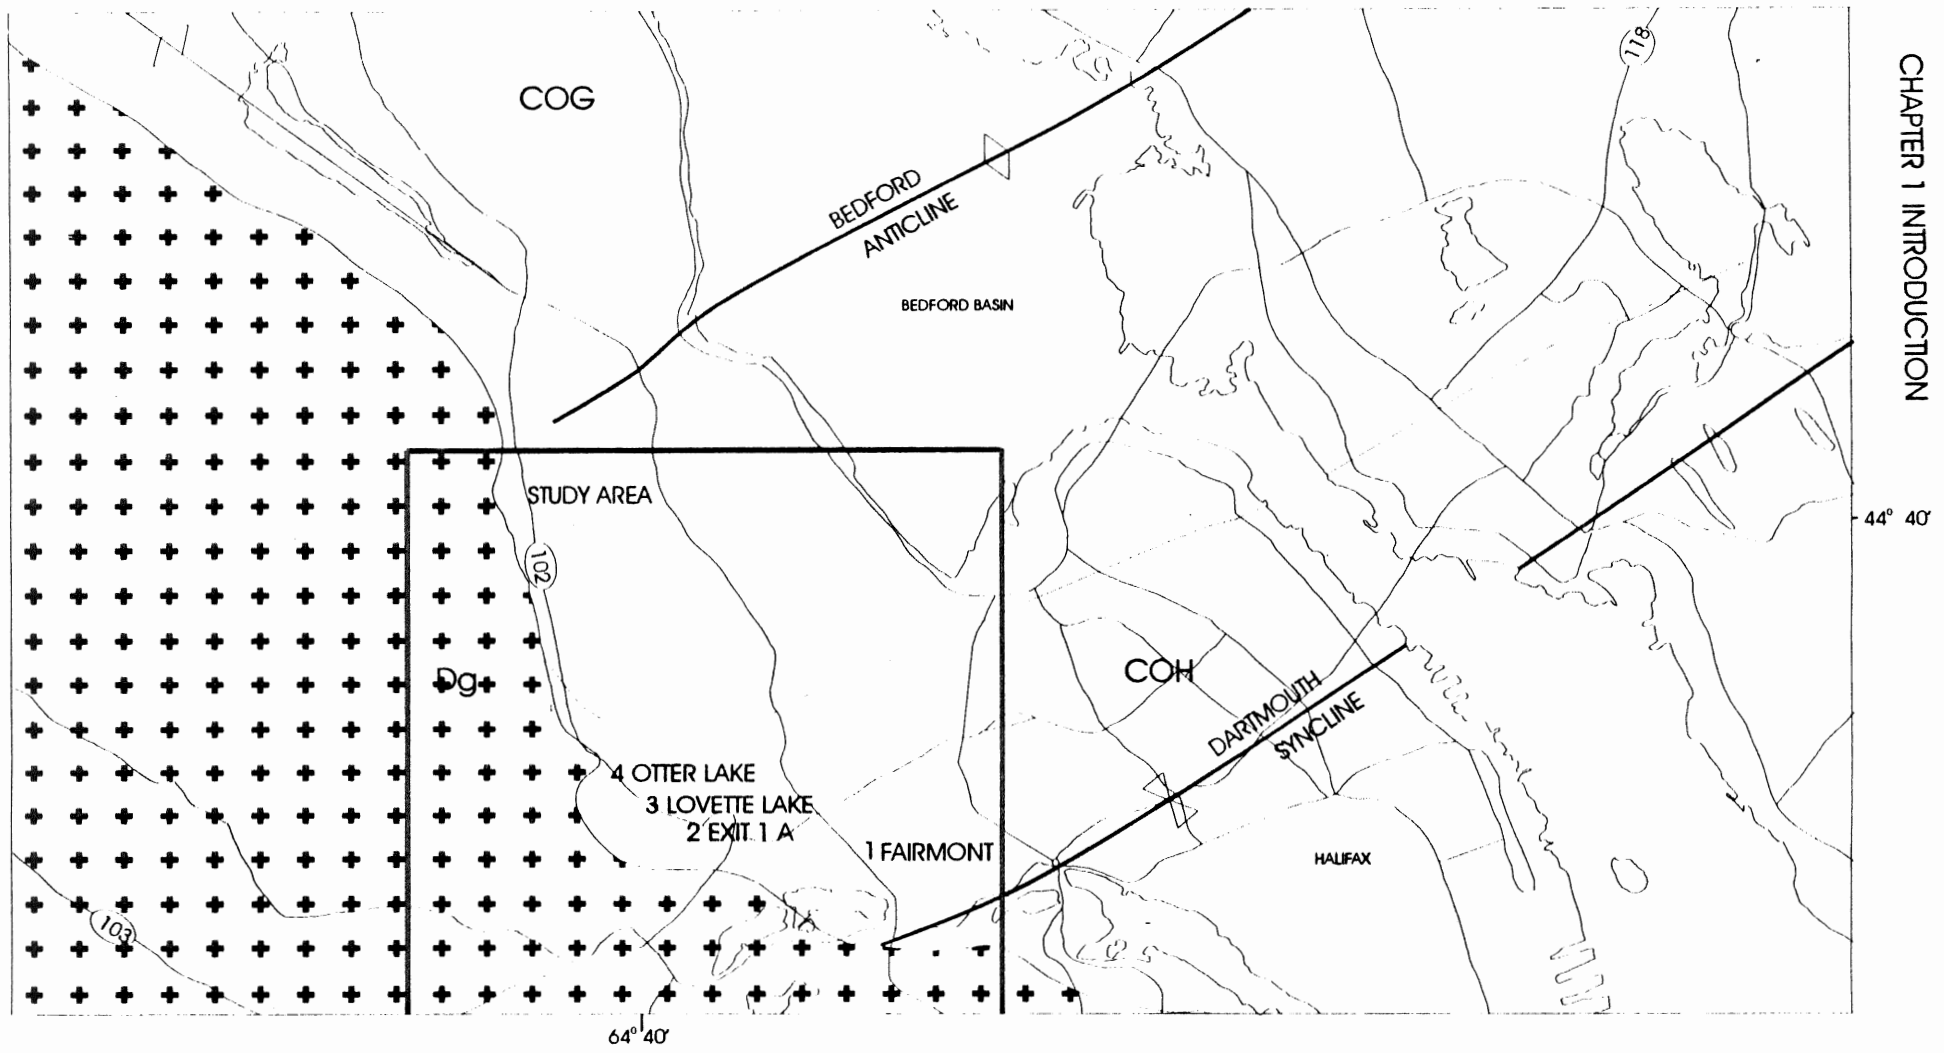 CHAPTER 1 INTRODUCTION
118
COG
BEDFORD
ANTICLINE
BEDFORD BASIN
STUDY AREA
44° 40'
102
COH
Dg
DARTMOUTH
SYNCLINE
4 OTTER LAKE
3 LOVETTE LAKE
2 EXIT 1 A
1 FAIRMONT
HALIFAX
103
64° 40'